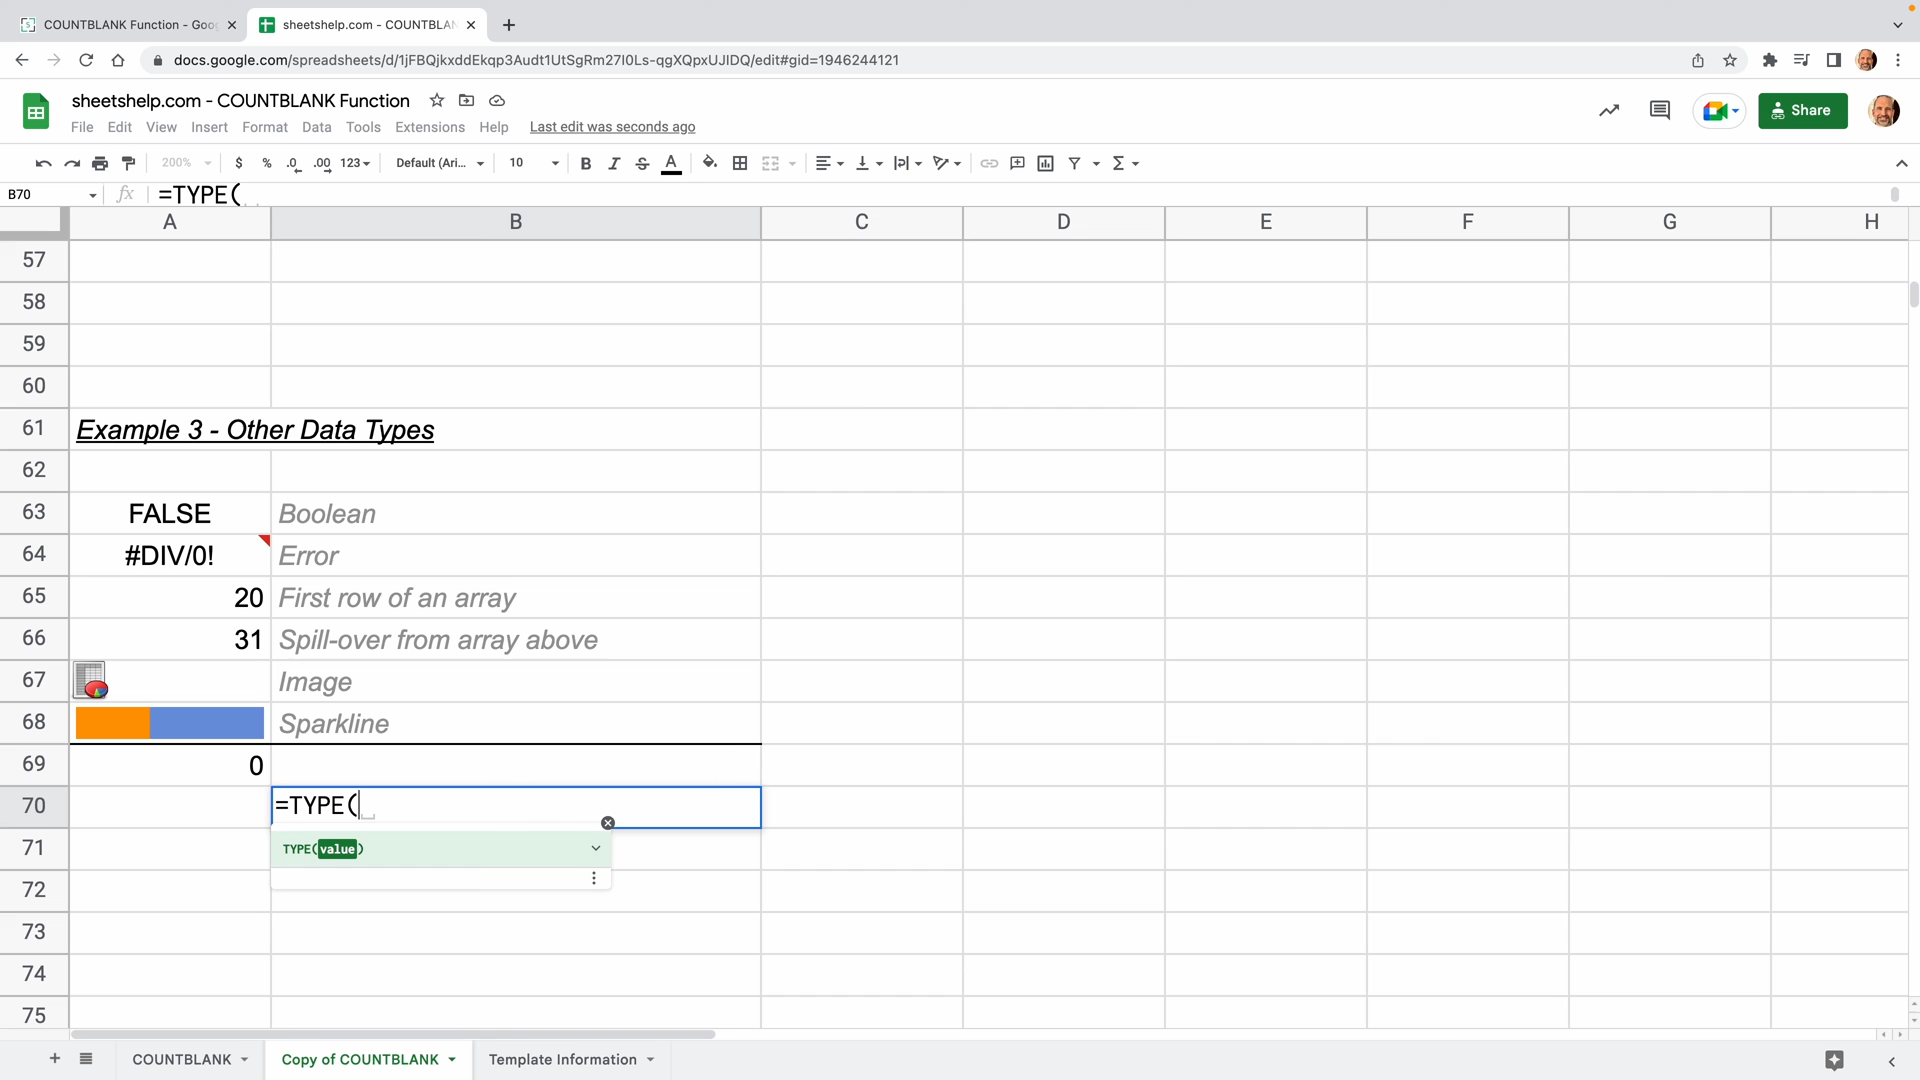 COUNTBLANK Function - Goo
sheetshelp.com - COUNTBLAN
docs.google.com/spreadsheets/d/1jFBQjkxddEkqp3Audt1UtSgRm27I0Ls-qgXQpxUJIDQ/edit#gid=1946244121
sheetshelp.com - COUNTBLANK Function
Share
File Edit View Insert Format Data Tools Extensions Help Last edit was seconds ago
200% $ % .0 .00 123 Default (Ari... 10 B I S A Σ
B70 fx =TYPE(
A B C D E F G H
57
58
59
60
61 Example 3 - Other Data Types
62
63 FALSE Boolean
64 #DIV/0! Error
65 20 First row of an array
66 31 Spill-over from array above
67 Image
68 Sparkline
69 0
70 =TYPE(
71 TYPE(value)
72
73
74
75
COUNTBLANK Copy of COUNTBLANK Template Information